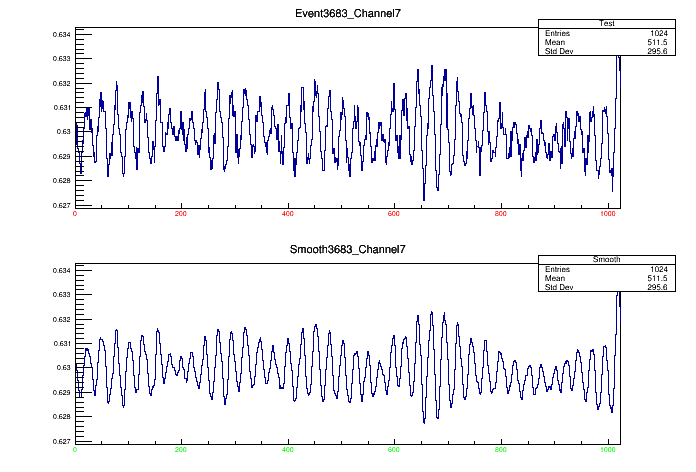 Event3683_Channel7
Test
Entries 1024
Mean 511.5
Std Dev 295.6
0.634
0.633
0.632
0.631
0.63
0.629
0.628
0.627
0 200 400 600 800 1000
Smooth3683_Channel7
Smooth
Entries 1024
Mean 511.5
Std Dev 295.6
0.634
0.633
0.632
0.631
0.63
0.629
0.628
0.627
0 200 400 600 800 1000